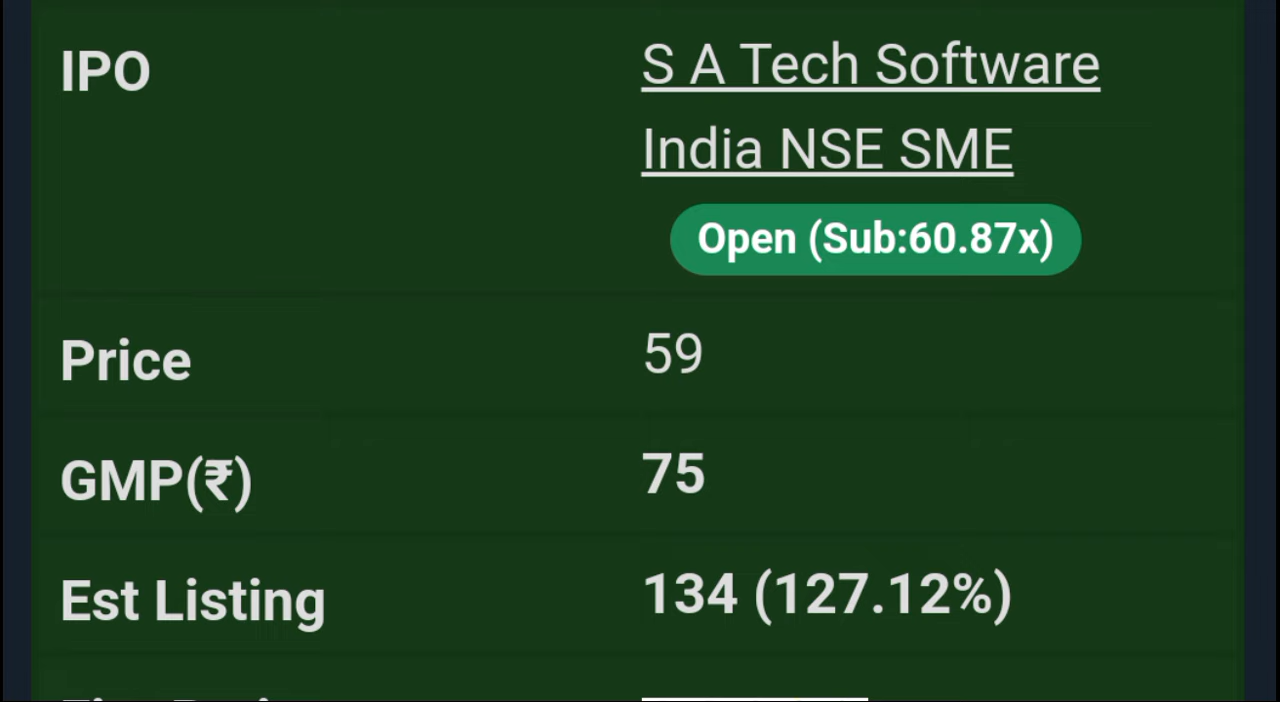 IPO
S A Tech Software
India NSE SME
Open (Sub:60.87x)
Price
59
GMP(₹)
75
Est Listing
134 (127.12%)